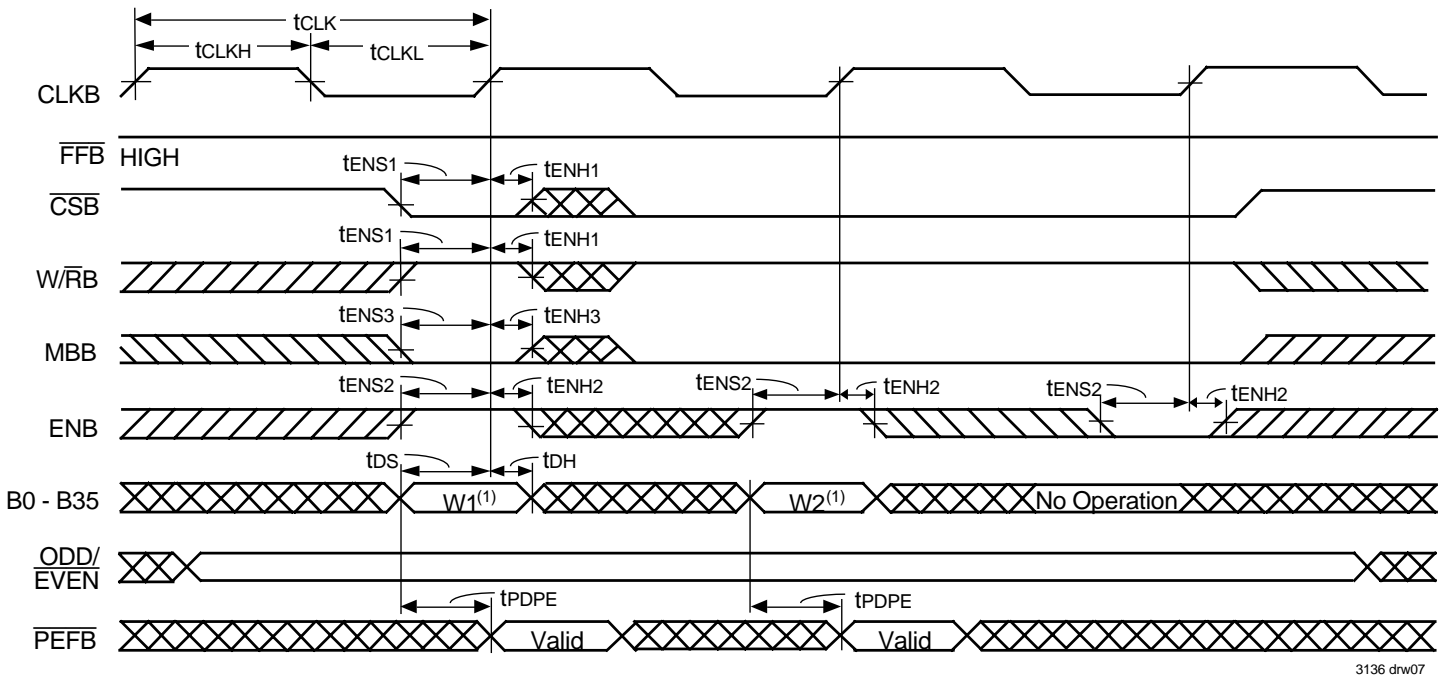 tCLK
tCLKH
tCLKL
CLKB
FFB HIGH
tENS1
tENH1
CSB
tENS1
tENH1
W/RB
tENS3
tENH3
MBB
tENS2
tENH2
tENS2
tENH2
tENS2
tENH2
ENB
tDS
tDH
B0 - B35
W1(1)
W2(1)
No Operation
ODD/
EVEN
tPDPE
tPDPE
PEFB
Valid
Valid
3136 drw07